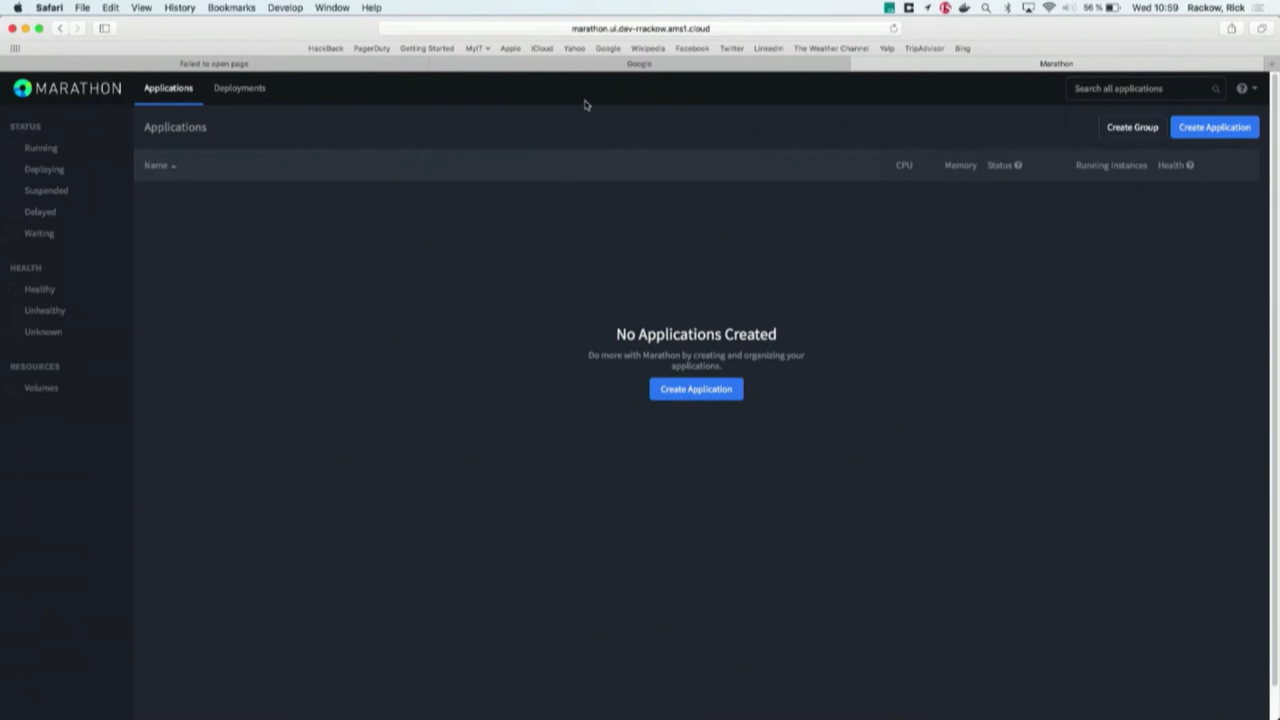 Safari File Edit View History Bookmarks Develop Window Help 56 % Wed 10:59 Rackow, Rick
marathon.ui.dev-rrackow.ams1.cloud
HackBack PagerDuty Getting Started MyIT Apple iCloud Yahoo Google Wikipedia Facebook Twitter LinkedIn The Weather Channel Yelp TripAdvisor Bing
Failed to open page Google Marathon
MARATHON Applications Deployments Search all applications
STATUS
Running
Deploying
Suspended
Delayed
Waiting
HEALTH
Healthy
Unhealthy
Unknown
RESOURCES
Volumes
Applications Create Group Create Application
Name CPU Memory Status Running Instances Health
No Applications Created
Do more with Marathon by creating and organizing your
applications.
Create Application